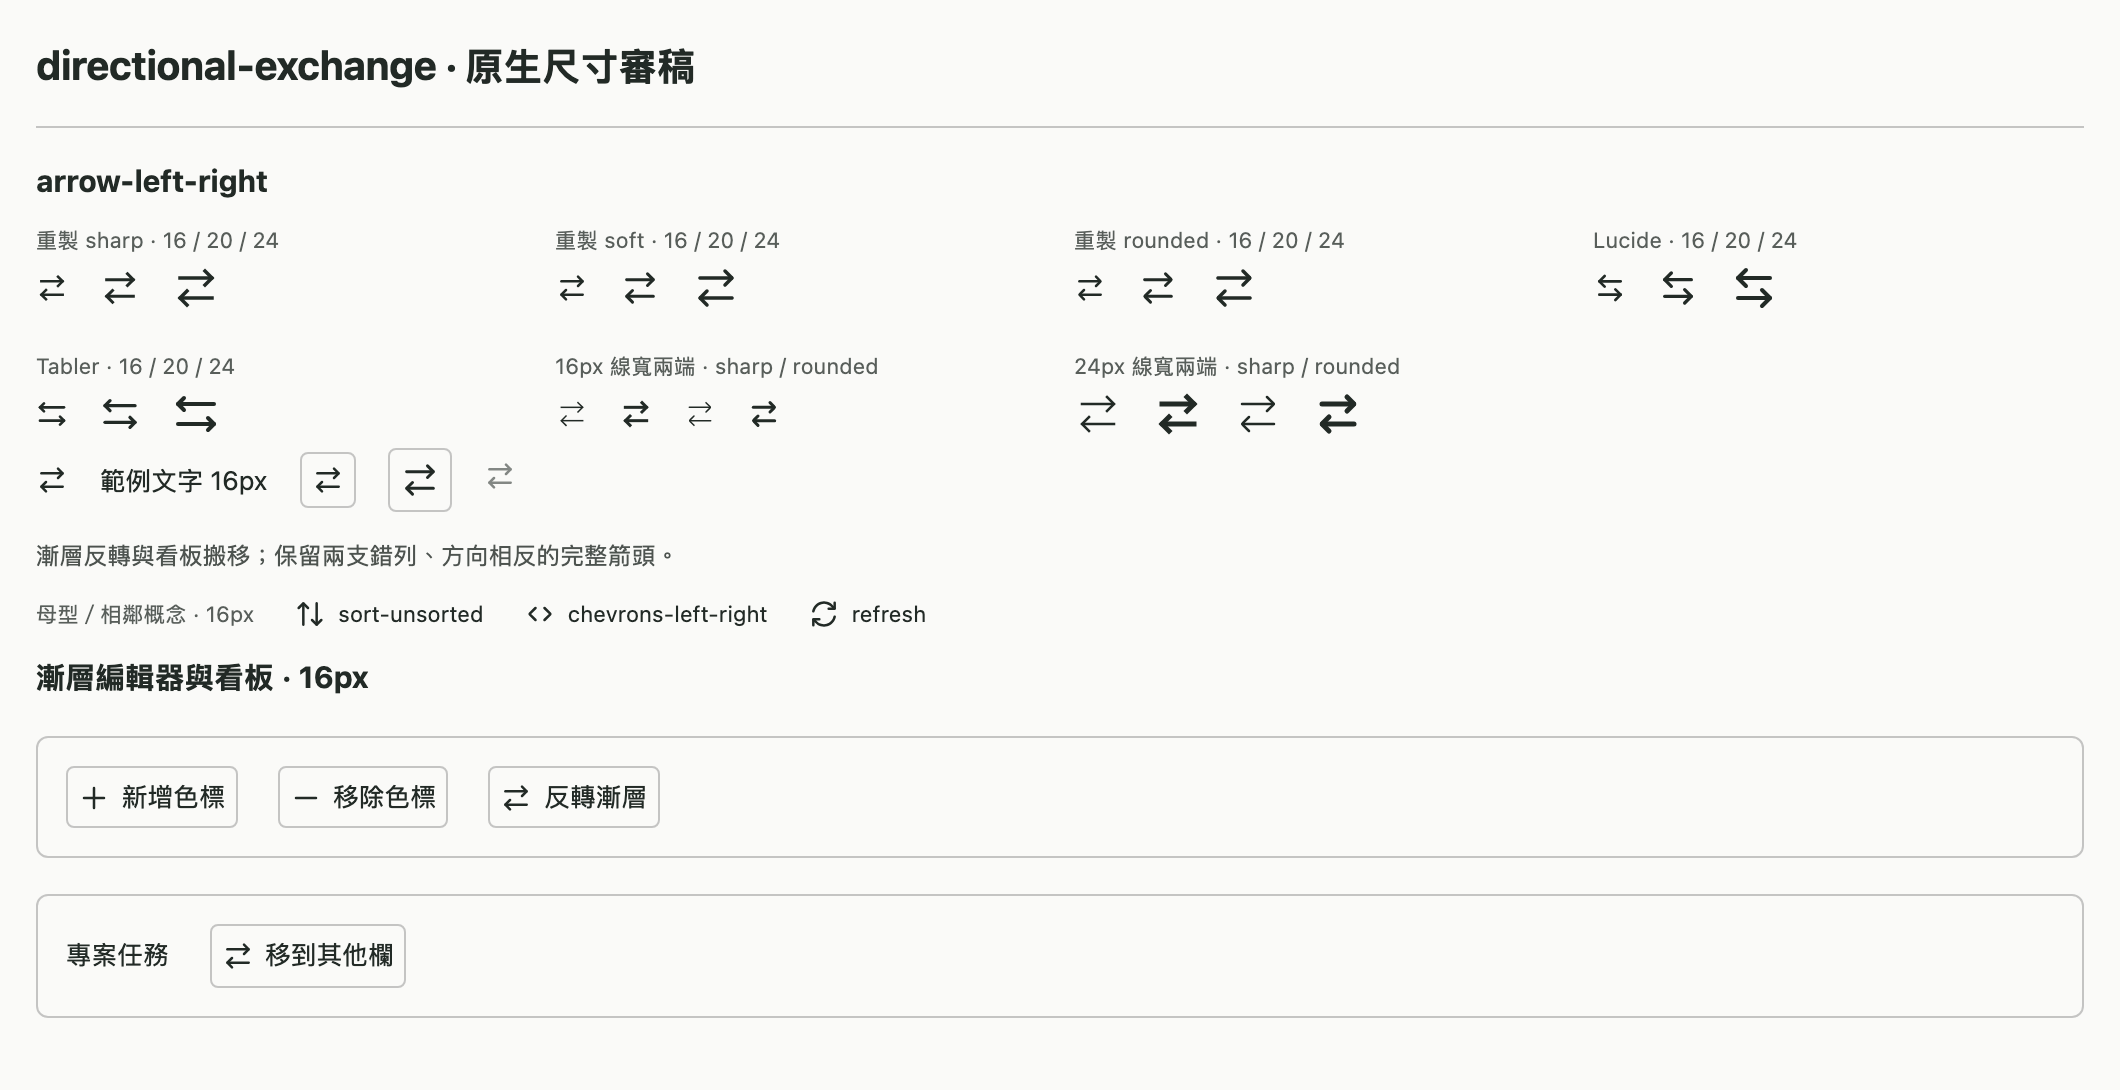 directional-exchange · 原生尺寸審稿
arrow-left-right
重製 sharp · 16 / 20 / 24
重製 soft · 16 / 20 / 24
重製 rounded · 16 / 20 / 24
Lucide · 16 / 20 / 24
Tabler · 16 / 20 / 24
16px 線寬兩端 · sharp / rounded
24px 線寬兩端 · sharp / rounded
範例文字 16px
漸層反轉與看板搬移；保留兩支錯列、方向相反的完整箭頭。
母型 / 相鄰概念 · 16px sort-unsorted chevrons-left-right refresh
漸層編輯器與看板 · 16px
新增色標 移除色標 反轉漸層
專案任務 移到其他欄